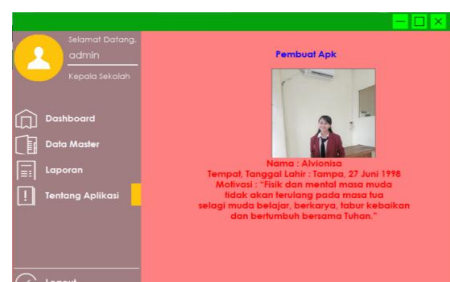 Selamat Datang,
admin
Kepala Sekolah
Dashboard
Data Master
Laporan
Tentang Aplikasi
Logout
Pembuat Apk
Nama : Alvionisa
Tempat, Tanggal Lahir : Tampa, 27 Juni 1998
Motivasi : "Fisik dan mental masa muda
tidak akan terulang pada masa tua
selagi muda belajar, berkarya, tabur kebaikan
dan bertumbuh bersama Tuhan."